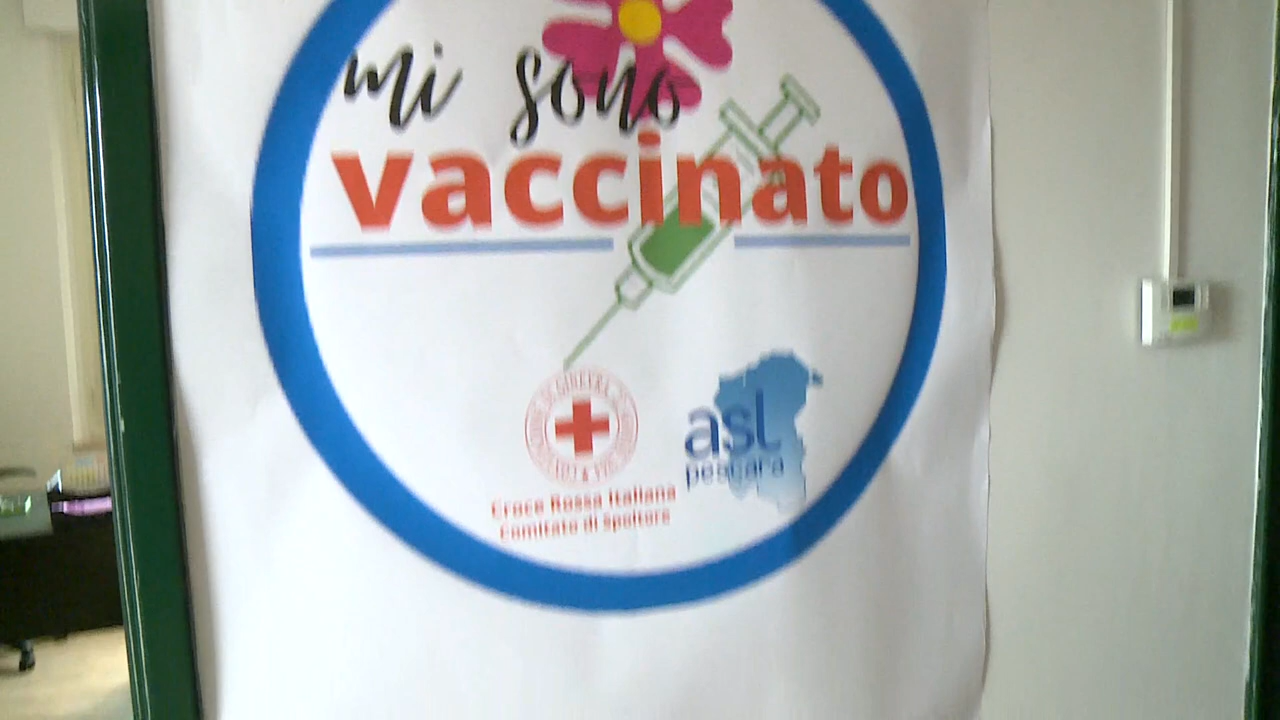 mi sono
vaccinato
Croce Rossa Italiana
Comitato di Spoltore
asl
pescara